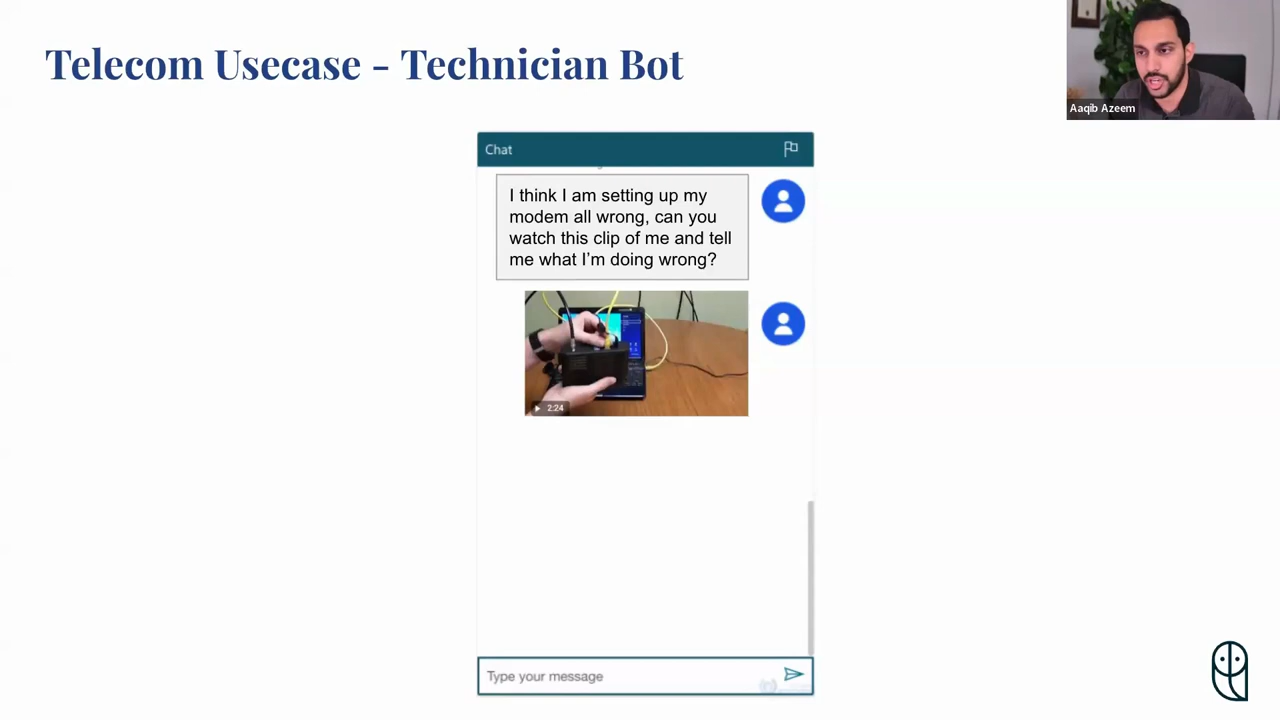 Telecom Usecase - Technician Bot
Aaqib Azeem
Chat
I think I am setting up my
modem all wrong, can you
watch this clip of me and tell
me what I'm doing wrong?
2:24
Type your message